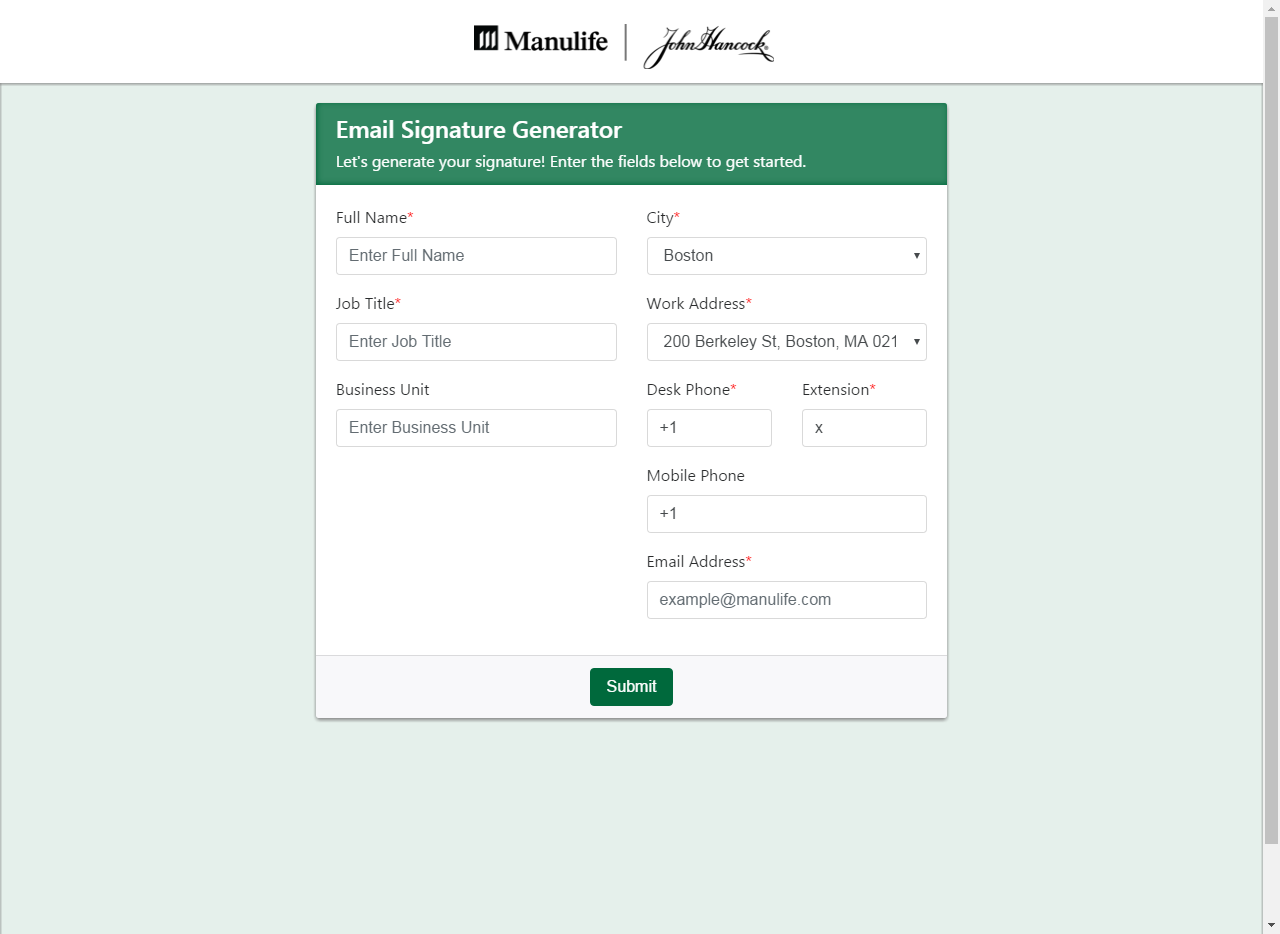 Manulife | John Hancock
Email Signature Generator
Let's generate your signature! Enter the fields below to get started.
Full Name*
Enter Full Name
City*
Boston
Job Title*
Enter Job Title
Work Address*
200 Berkeley St, Boston, MA 021
Business Unit
Enter Business Unit
Desk Phone*
+1
Extension*
x
Mobile Phone
+1
Email Address*
example@manulife.com
Submit